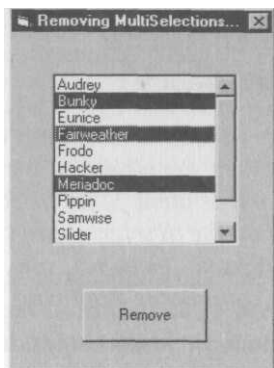 Removing MultiSelections...
Audrey
Bunky
Eunice
Fairweather
Frodo
Hacker
Meriadoc
Pippin
Samwise
Slider
Remove